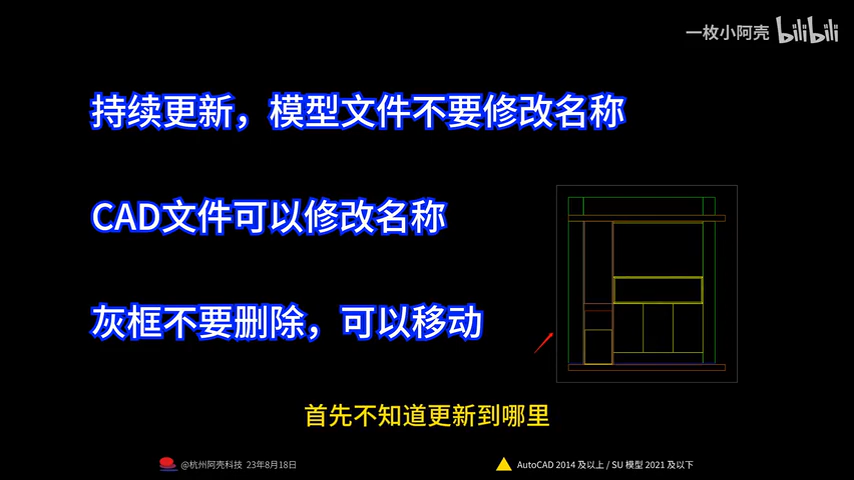 一枚小阿壳 bilibili
持续更新，模型文件不要修改名称
CAD文件可以修改名称
灰框不要删除，可以移动
首先不知道更新到哪里
@杭州阿壳科技 23年8月18日
AutoCAD 2014 及以上 / SU 模型 2021 及以下